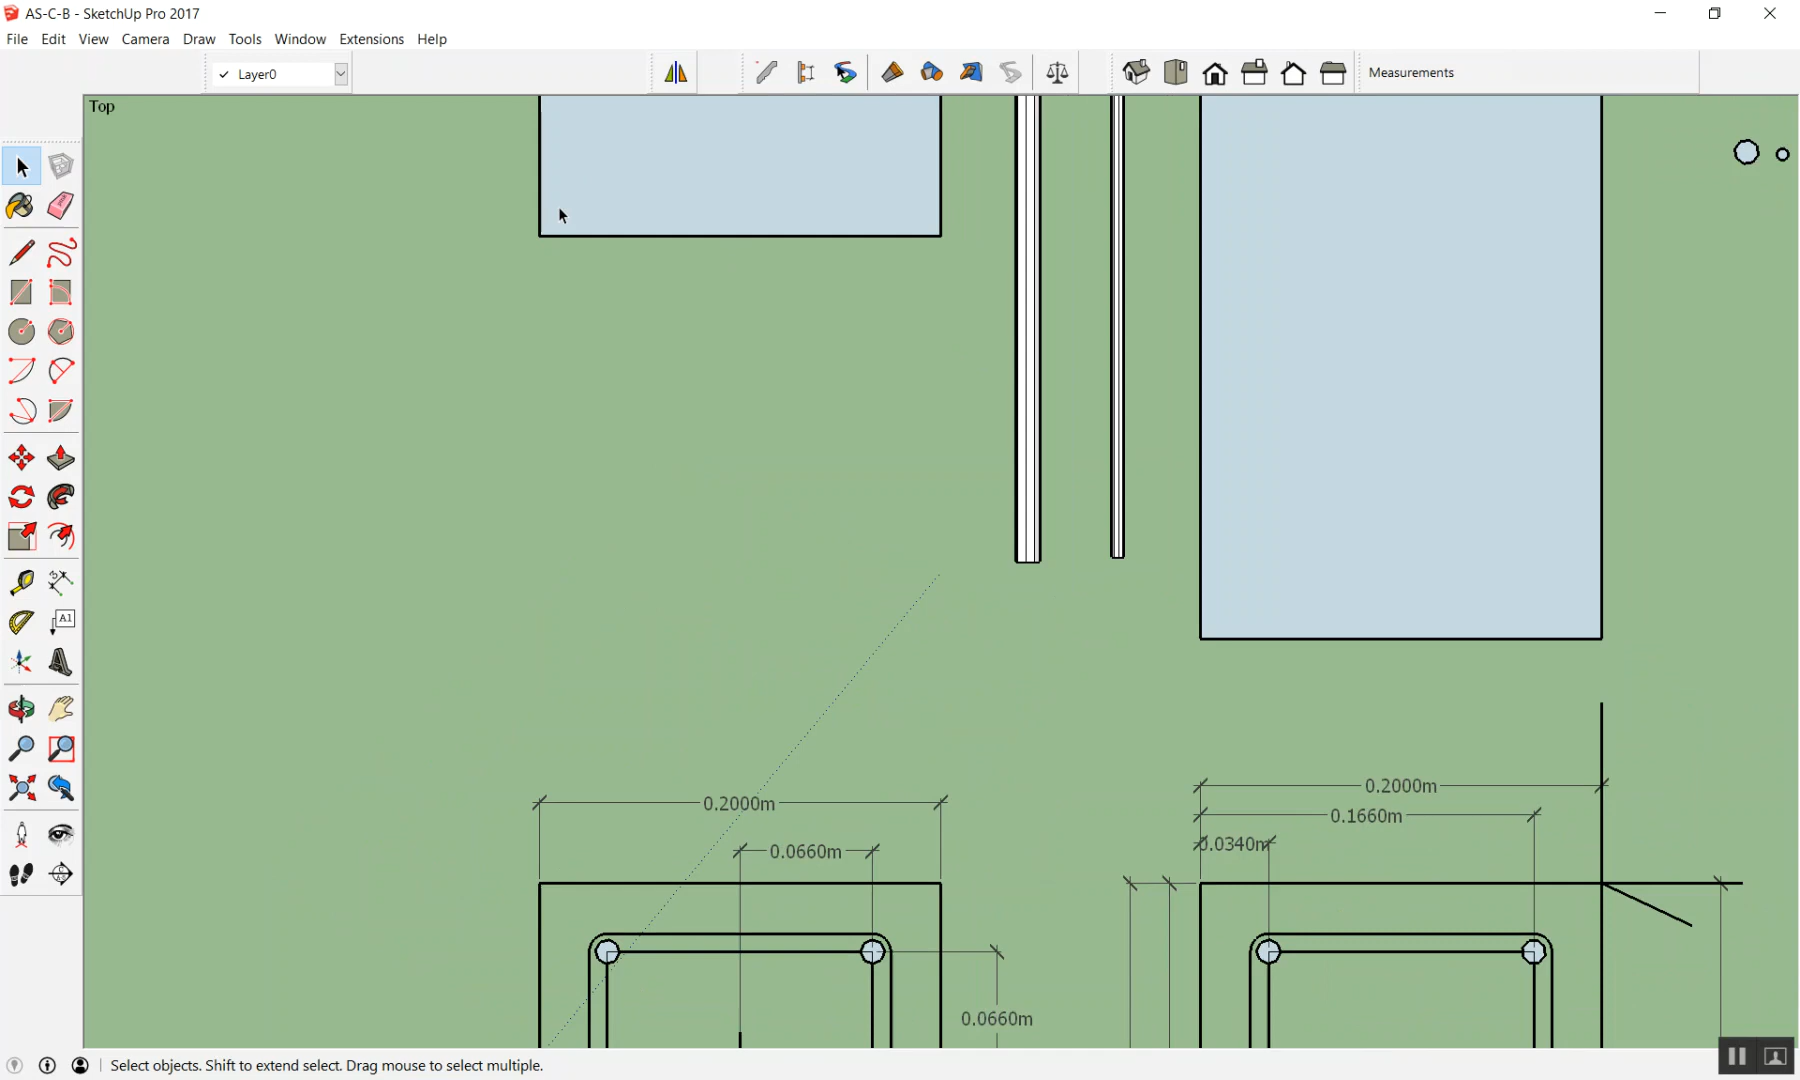 AS-C-B - SketchUp Pro 2017
File Edit View Camera Draw Tools Window Extensions Help
Layer0
Measurements
Top
A1
0.2000m
0.2000m
0.1660m
0.0340m
0.0660m
0.0660m
Select objects. Shift to extend select. Drag mouse to select multiple.